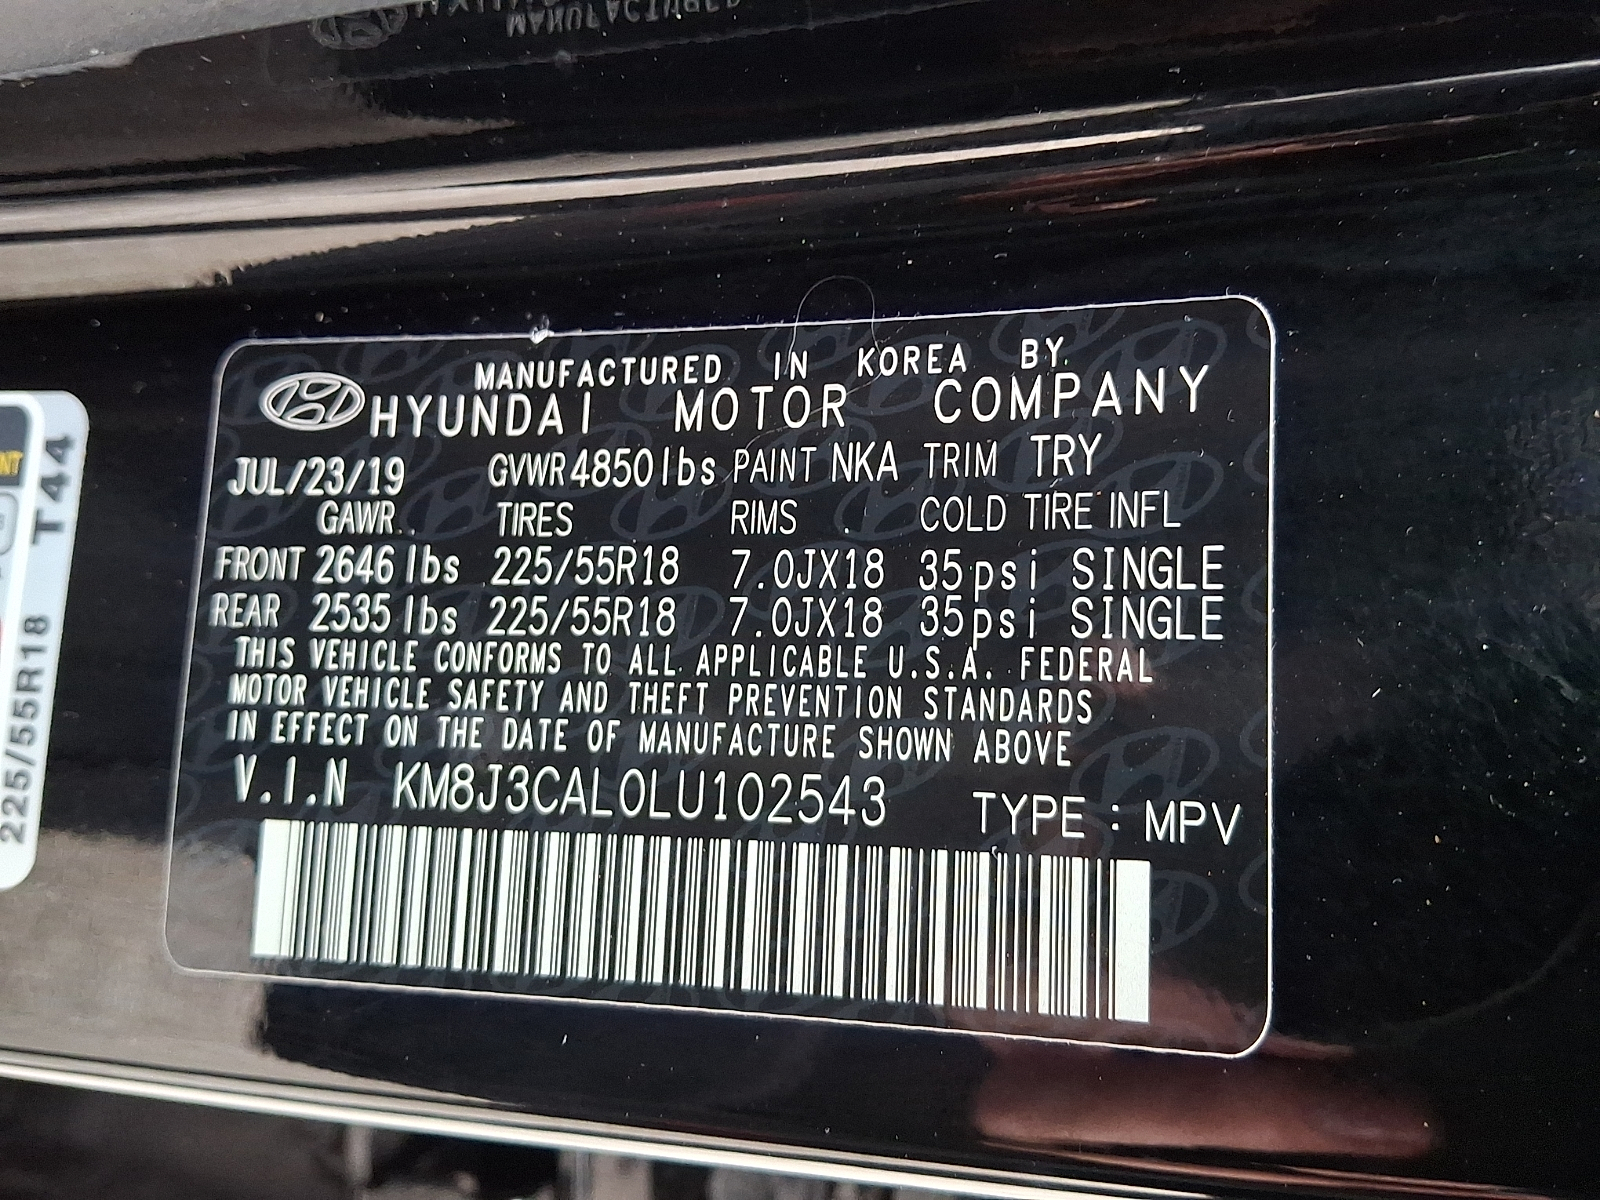 MANUFACTURED IN KOREA BY
HYUNDAI MOTOR COMPANY
JUL/23/19 GVWR 4850 lbs PAINT NKA TRIM TRY
GAWR TIRES RIMS COLD TIRE INFL
FRONT 2646 lbs 225/55R18 7.0JX18 35psi SINGLE
REAR 2535 lbs 225/55R18 7.0JX18 35psi SINGLE
THIS VEHICLE CONFORMS TO ALL APPLICABLE U.S.A. FEDERAL
MOTOR VEHICLE SAFETY AND THEFT PREVENTION STANDARDS
IN EFFECT ON THE DATE OF MANUFACTURE SHOWN ABOVE
V.I.N KM8J3CAL0LU102543 TYPE : MPV
225/55R18 T44
MANUFACTURED